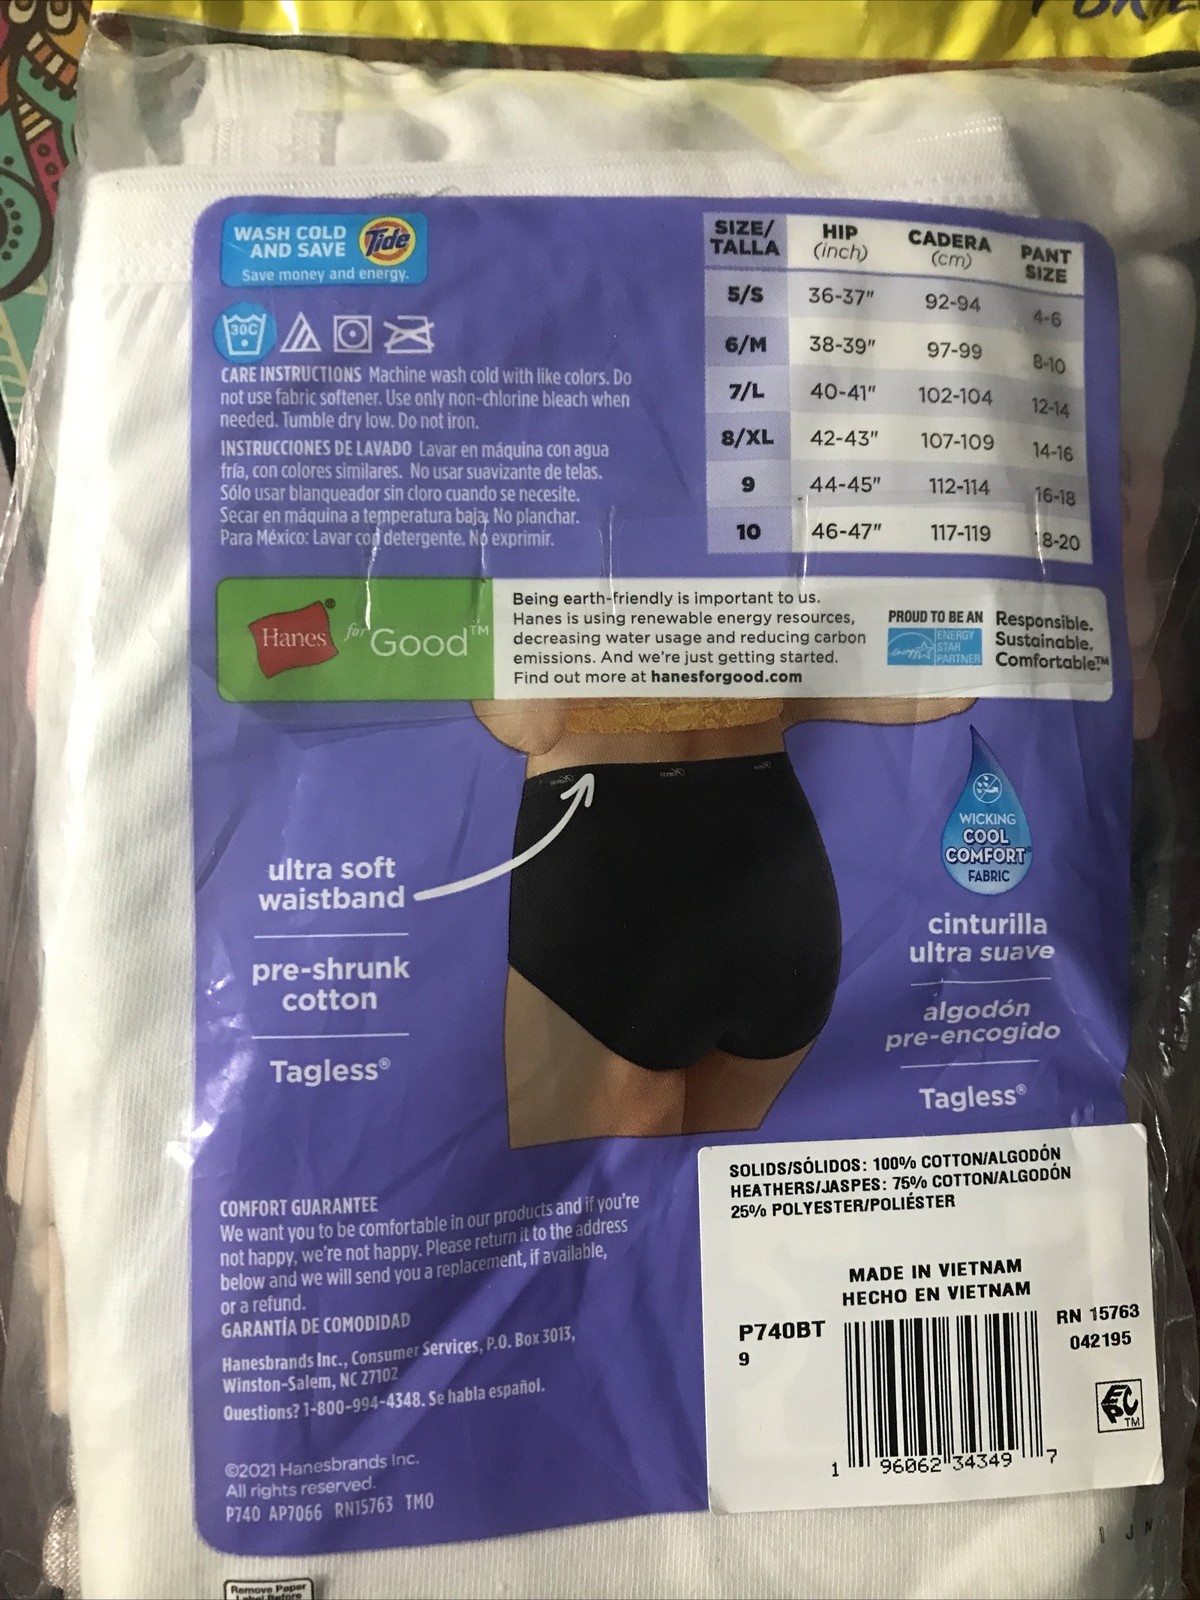 WASH COLD
AND SAVE
Tide
Save money and energy.
30C
CARE INSTRUCTIONS Machine wash cold with like colors. Do
not use fabric softener. Use only non-chlorine bleach when
needed. Tumble dry low. Do not iron.
INSTRUCCIONES DE LAVADO Lavar en máquina con agua
fría, con colores similares. No usar suavizante de telas.
Sólo usar blanqueador sin cloro cuando se necesite.
Secar en máquina a temperatura baja. No planchar.
Para México: Lavar con detergente. No exprimir.
SIZE/ HIP CADERA PANT
TALLA (inch) (cm) SIZE
5/S 36-37" 92-94 4-6
6/M 38-39" 97-99 8-10
7/L 40-41" 102-104 12-14
8/XL 42-43" 107-109 14-16
9 44-45" 112-114 16-18
10 46-47" 117-119 8-20
Hanes® for Good™
Being earth-friendly is important to us.
Hanes is using renewable energy resources,
decreasing water usage and reducing carbon
emissions. And we're just getting started.
Find out more at hanesforgood.com
PROUD TO BE AN
energy
ENERGY
STAR
PARTNER
Responsible.
Sustainable.
Comfortable.™
ultra soft
waistband
pre-shrunk
cotton
Tagless®
WICKING
COOL
COMFORT®
FABRIC
cinturilla
ultra suave
algodón
pre-encogido
Tagless®
COMFORT GUARANTEE
We want you to be comfortable in our products and if you're
not happy, we're not happy. Please return it to the address
below and we will send you a replacement, if available,
or a refund.
GARANTÍA DE COMODIDAD
Hanesbrands Inc., Consumer Services, P.O. Box 3013,
Winston-Salem, NC 27102
Questions? 1-800-994-4348. Se habla español.
©2021 Hanesbrands Inc.
All rights reserved.
P740 AP7066 RN15763 TM0
SOLIDS/SÓLIDOS: 100% COTTON/ALGODÓN
HEATHERS/JASPES: 75% COTTON/ALGODÓN
25% POLYESTER/POLIÉSTER
MADE IN VIETNAM
HECHO EN VIETNAM
P740BT
9
RN 15763
042195
EPC
TM
1 96062 34349 7
Remove Paper
Label Before